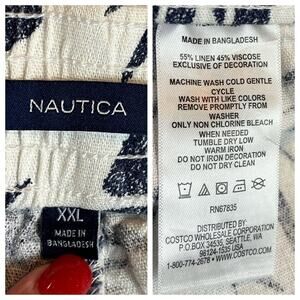 NAUTICA
XXL
MADE IN
BANGLADESH
MADE IN BANGLADESH
55% LINEN 45% VISCOSE
EXCLUSIVE OF DECORATION
MACHINE WASH COLD GENTLE
CYCLE
WASH WITH LIKE COLORS
REMOVE PROMPTLY FROM
WASHER
ONLY NON CHLORINE BLEACH
WHEN NEEDED
TUMBLE DRY LOW
WARM IRON
DO NOT IRON DECORATION
DO NOT DRY CLEAN
RN67835
DISTRIBUTED BY
COSTCO WHOLESALE CORPORATION
P.O.BOX 34535, SEATTLE, WA
98124-1535 USA
1-800-774-2678 • WWW.COSTCO.COM